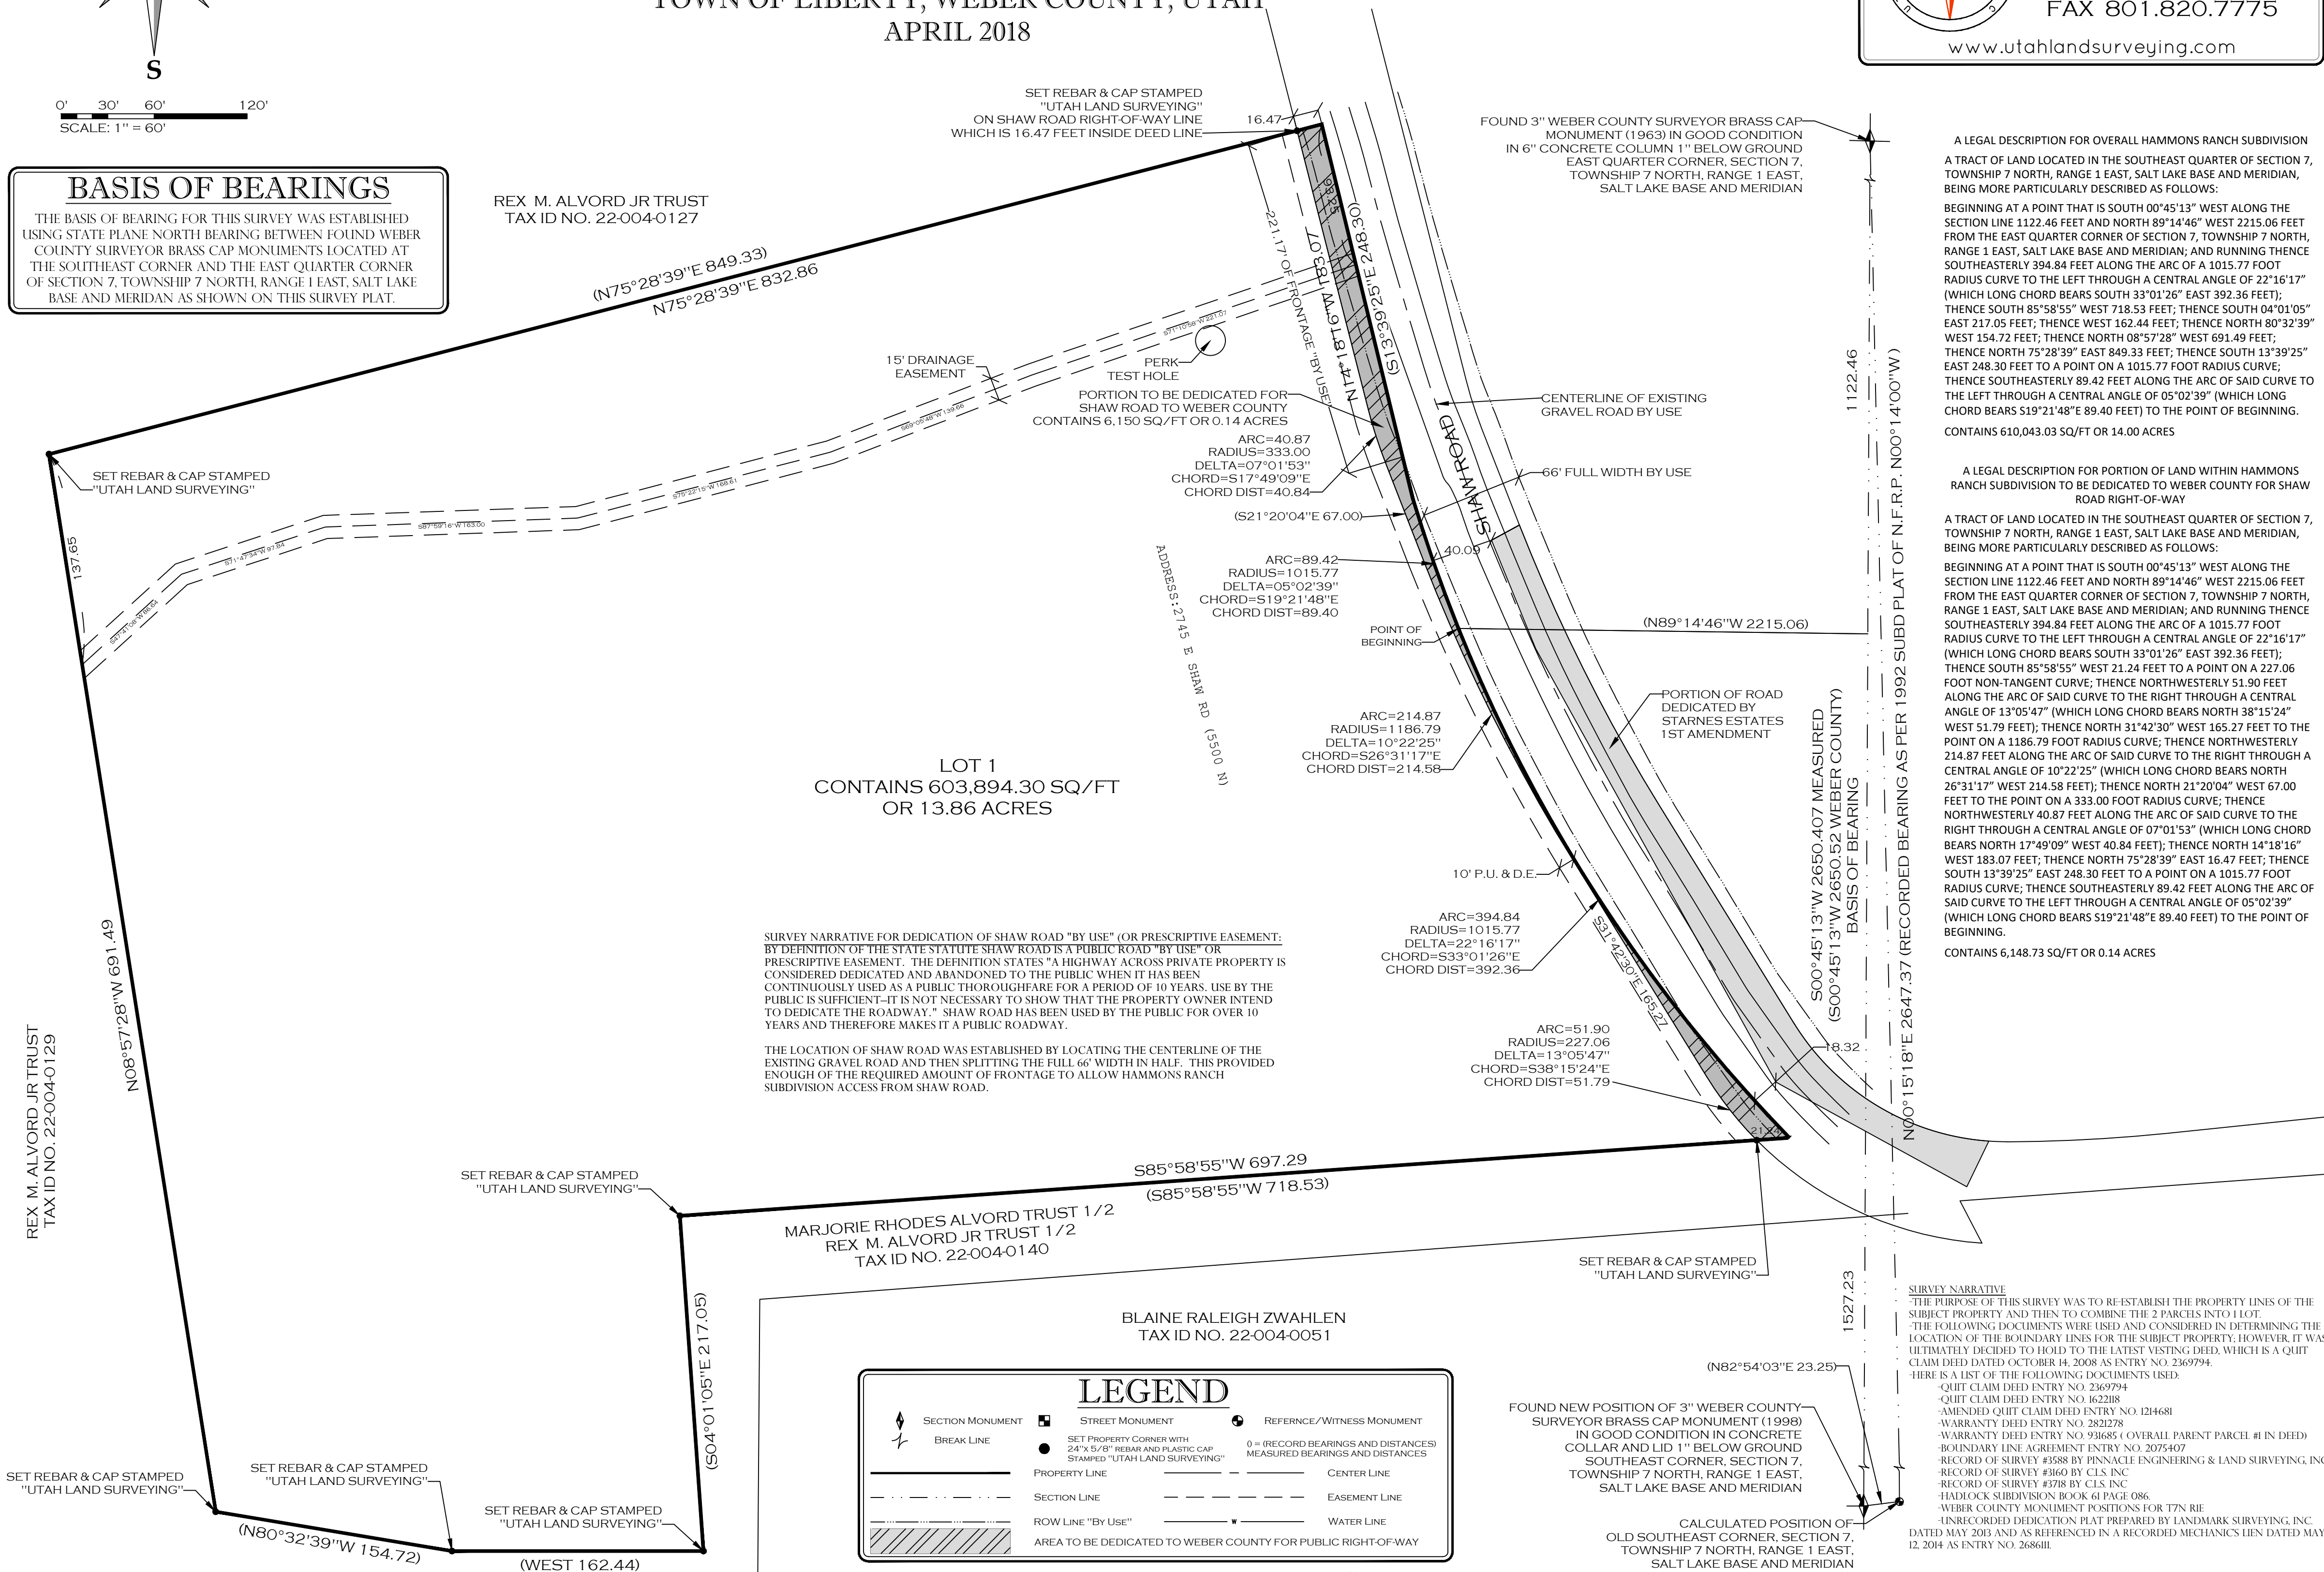 TOWN OF LIBERTY, WEBER COUNTY, UTAH
APRIL 2018
S
0' 30' 60' 120'
SCALE: 1" = 60'
FAX 801.820.7775
www.utahlandsurveying.com
BASIS OF BEARINGS
THE BASIS OF BEARING FOR THIS SURVEY WAS ESTABLISHED
USING STATE PLANE NORTH BEARING BETWEEN FOUND WEBER
COUNTY SURVEYOR BRASS CAP MONUMENTS LOCATED AT
THE SOUTHEAST CORNER AND THE EAST QUARTER CORNER
OF SECTION 7, TOWNSHIP 7 NORTH, RANGE 1 EAST, SALT LAKE
BASE AND MERIDAN AS SHOWN ON THIS SURVEY PLAT.
REX M. ALVORD JR TRUST
TAX ID NO. 22-004-0127
SET REBAR & CAP STAMPED
"UTAH LAND SURVEYING"
ON SHAW ROAD RIGHT-OF-WAY LINE
WHICH IS 16.47 FEET INSIDE DEED LINE
16.47
FOUND 3" WEBER COUNTY SURVEYOR BRASS CAP
MONUMENT (1963) IN GOOD CONDITION
IN 6" CONCRETE COLUMN 1" BELOW GROUND
EAST QUARTER CORNER, SECTION 7,
TOWNSHIP 7 NORTH, RANGE 1 EAST,
SALT LAKE BASE AND MERIDIAN
(N75°28'39"E 849.33)
N75°28'39"E 832.86
221.17' OF FRONTAGE "BY USE"
N14°18'16"W 183.07
(S13°39'25"E 248.30)
SHAW ROAD
15' DRAINAGE
EASEMENT
PERK
TEST HOLE
S71°10'58"W 221.07
S69°05'48"W 139.66
S75°22'15"W 168.61
S87°59'16"W 163.00
S71°47'34"W 97.84
S47°41'08"W 86.64
PORTION TO BE DEDICATED FOR
SHAW ROAD TO WEBER COUNTY
CONTAINS 6,150 SQ/FT OR 0.14 ACRES
ARC=40.87
RADIUS=333.00
DELTA=07°01'53"
CHORD=S17°49'09"E
CHORD DIST=40.84
(S21°20'04"E 67.00)
CENTERLINE OF EXISTING
GRAVEL ROAD BY USE
66' FULL WIDTH BY USE
40.09
ARC=89.42
RADIUS=1015.77
DELTA=05°02'39"
CHORD=S19°21'48"E
CHORD DIST=89.40
POINT OF
BEGINNING
(N89°14'46"W 2215.06)
SET REBAR & CAP STAMPED
"UTAH LAND SURVEYING"
137.65
ADDRESS:2745 E SHAW RD (5500 N)
ARC=214.87
RADIUS=1186.79
DELTA=10°22'25"
CHORD=S26°31'17"E
CHORD DIST=214.58
PORTION OF ROAD
DEDICATED BY
STARNES ESTATES
1ST AMENDMENT
LOT 1
CONTAINS 603,894.30 SQ/FT
OR 13.86 ACRES
10' P.U. & D.E.
ARC=394.84
RADIUS=1015.77
DELTA=22°16'17"
CHORD=S33°01'26"E
CHORD DIST=392.36
S31°42'30"E 165.27
ARC=51.90
RADIUS=227.06
DELTA=13°05'47"
CHORD=S38°15'24"E
CHORD DIST=51.79
18.32
21.24
1122.46
S00°45'13"W 2650.407 MEASURED
(S00°45'13"W 2650.52 WEBER COUNTY)
BASIS OF BEARING
N00°15'18"E 2647.37 (RECORDED BEARING AS PER 1992 SUBD PLAT OF N.F.R.P. N00°14'00"W)
SURVEY NARRATIVE FOR DEDICATION OF SHAW ROAD "BY USE" (OR PRESCRIPTIVE EASEMENT:
BY DEFINITION OF THE STATE STATUTE SHAW ROAD IS A PUBLIC ROAD "BY USE" OR
PRESCRIPTIVE EASEMENT. THE DEFINITION STATES "A HIGHWAY ACROSS PRIVATE PROPERTY IS
CONSIDERED DEDICATED AND ABANDONED TO THE PUBLIC WHEN IT HAS BEEN
CONTINUOUSLY USED AS A PUBLIC THOROUGHFARE FOR A PERIOD OF 10 YEARS. USE BY THE
PUBLIC IS SUFFICIENT--IT IS NOT NECESSARY TO SHOW THAT THE PROPERTY OWNER INTEND
TO DEDICATE THE ROADWAY." SHAW ROAD HAS BEEN USED BY THE PUBLIC FOR OVER 10
YEARS AND THEREFORE MAKES IT A PUBLIC ROADWAY.
THE LOCATION OF SHAW ROAD WAS ESTABLISHED BY LOCATING THE CENTERLINE OF THE
EXISTING GRAVEL ROAD AND THEN SPLITTING THE FULL 66' WIDTH IN HALF. THIS PROVIDED
ENOUGH OF THE REQUIRED AMOUNT OF FRONTAGE TO ALLOW HAMMONS RANCH
SUBDIVISION ACCESS FROM SHAW ROAD.
N08°57'28"W 691.49
REX M. ALVORD JR TRUST
TAX ID NO. 22-004-0129
SET REBAR & CAP STAMPED
"UTAH LAND SURVEYING"
S85°58'55"W 697.29
(S85°58'55"W 718.53)
MARJORIE RHODES ALVORD TRUST 1/2
REX M. ALVORD JR TRUST 1/2
TAX ID NO. 22-004-0140
SET REBAR & CAP STAMPED
"UTAH LAND SURVEYING"
(S04°01'05"E 217.05)
BLAINE RALEIGH ZWAHLEN
TAX ID NO. 22-004-0051
SET REBAR & CAP STAMPED
"UTAH LAND SURVEYING"
SET REBAR & CAP STAMPED
"UTAH LAND SURVEYING"
SET REBAR & CAP STAMPED
"UTAH LAND SURVEYING"
(N80°32'39"W 154.72)
(WEST 162.44)
LEGEND
SECTION MONUMENT STREET MONUMENT REFERNCE/WITNESS MONUMENT
BREAK LINE
SET PROPERTY CORNER WITH
24"X 5/8" REBAR AND PLASTIC CAP
STAMPED "UTAH LAND SURVEYING"
() = (RECORD BEARINGS AND DISTANCES)
MEASURED BEARINGS AND DISTANCES
PROPERTY LINE CENTER LINE
SECTION LINE EASEMENT LINE
ROW LINE "BY USE" W WATER LINE
AREA TO BE DEDICATED TO WEBER COUNTY FOR PUBLIC RIGHT-OF-WAY
1527.23
(N82°54'03"E 23.25)
FOUND NEW POSITION OF 3" WEBER COUNTY
SURVEYOR BRASS CAP MONUMENT (1998)
IN GOOD CONDITION IN CONCRETE
COLLAR AND LID 1" BELOW GROUND
SOUTHEAST CORNER, SECTION 7,
TOWNSHIP 7 NORTH, RANGE 1 EAST,
SALT LAKE BASE AND MERIDIAN
CALCULATED POSITION OF
OLD SOUTHEAST CORNER, SECTION 7,
TOWNSHIP 7 NORTH, RANGE 1 EAST,
SALT LAKE BASE AND MERIDIAN
A LEGAL DESCRIPTION FOR OVERALL HAMMONS RANCH SUBDIVISION
A TRACT OF LAND LOCATED IN THE SOUTHEAST QUARTER OF SECTION 7,
TOWNSHIP 7 NORTH, RANGE 1 EAST, SALT LAKE BASE AND MERIDIAN,
BEING MORE PARTICULARLY DESCRIBED AS FOLLOWS:
BEGINNING AT A POINT THAT IS SOUTH 00°45'13" WEST ALONG THE
SECTION LINE 1122.46 FEET AND NORTH 89°14'46" WEST 2215.06 FEET
FROM THE EAST QUARTER CORNER OF SECTION 7, TOWNSHIP 7 NORTH,
RANGE 1 EAST, SALT LAKE BASE AND MERIDIAN; AND RUNNING THENCE
SOUTHEASTERLY 394.84 FEET ALONG THE ARC OF A 1015.77 FOOT
RADIUS CURVE TO THE LEFT THROUGH A CENTRAL ANGLE OF 22°16'17"
(WHICH LONG CHORD BEARS SOUTH 33°01'26" EAST 392.36 FEET);
THENCE SOUTH 85°58'55" WEST 718.53 FEET; THENCE SOUTH 04°01'05"
EAST 217.05 FEET; THENCE WEST 162.44 FEET; THENCE NORTH 80°32'39"
WEST 154.72 FEET; THENCE NORTH 08°57'28" WEST 691.49 FEET;
THENCE NORTH 75°28'39" EAST 849.33 FEET; THENCE SOUTH 13°39'25"
EAST 248.30 FEET TO A POINT ON A 1015.77 FOOT RADIUS CURVE;
THENCE SOUTHEASTERLY 89.42 FEET ALONG THE ARC OF SAID CURVE TO
THE LEFT THROUGH A CENTRAL ANGLE OF 05°02'39" (WHICH LONG
CHORD BEARS S19°21'48"E 89.40 FEET) TO THE POINT OF BEGINNING.
CONTAINS 610,043.03 SQ/FT OR 14.00 ACRES
A LEGAL DESCRIPTION FOR PORTION OF LAND WITHIN HAMMONS
RANCH SUBDIVISION TO BE DEDICATED TO WEBER COUNTY FOR SHAW
ROAD RIGHT-OF-WAY
A TRACT OF LAND LOCATED IN THE SOUTHEAST QUARTER OF SECTION 7,
TOWNSHIP 7 NORTH, RANGE 1 EAST, SALT LAKE BASE AND MERIDIAN,
BEING MORE PARTICULARLY DESCRIBED AS FOLLOWS:
BEGINNING AT A POINT THAT IS SOUTH 00°45'13" WEST ALONG THE
SECTION LINE 1122.46 FEET AND NORTH 89°14'46" WEST 2215.06 FEET
FROM THE EAST QUARTER CORNER OF SECTION 7, TOWNSHIP 7 NORTH,
RANGE 1 EAST, SALT LAKE BASE AND MERIDIAN; AND RUNNING THENCE
SOUTHEASTERLY 394.84 FEET ALONG THE ARC OF A 1015.77 FOOT
RADIUS CURVE TO THE LEFT THROUGH A CENTRAL ANGLE OF 22°16'17"
(WHICH LONG CHORD BEARS SOUTH 33°01'26" EAST 392.36 FEET);
THENCE SOUTH 85°58'55" WEST 21.24 FEET TO A POINT ON A 227.06
FOOT NON-TANGENT CURVE; THENCE NORTHWESTERLY 51.90 FEET
ALONG THE ARC OF SAID CURVE TO THE RIGHT THROUGH A CENTRAL
ANGLE OF 13°05'47" (WHICH LONG CHORD BEARS NORTH 38°15'24"
WEST 51.79 FEET); THENCE NORTH 31°42'30" WEST 165.27 FEET TO THE
POINT ON A 1186.79 FOOT RADIUS CURVE; THENCE NORTHWESTERLY
214.87 FEET ALONG THE ARC OF SAID CURVE TO THE RIGHT THROUGH A
CENTRAL ANGLE OF 10°22'25" (WHICH LONG CHORD BEARS NORTH
26°31'17" WEST 214.58 FEET); THENCE NORTH 21°20'04" WEST 67.00
FEET TO THE POINT ON A 333.00 FOOT RADIUS CURVE; THENCE
NORTHWESTERLY 40.87 FEET ALONG THE ARC OF SAID CURVE TO THE
RIGHT THROUGH A CENTRAL ANGLE OF 07°01'53" (WHICH LONG CHORD
BEARS NORTH 17°49'09" WEST 40.84 FEET); THENCE NORTH 14°18'16"
WEST 183.07 FEET; THENCE NORTH 75°28'39" EAST 16.47 FEET; THENCE
SOUTH 13°39'25" EAST 248.30 FEET TO A POINT ON A 1015.77 FOOT
RADIUS CURVE; THENCE SOUTHEASTERLY 89.42 FEET ALONG THE ARC OF
SAID CURVE TO THE LEFT THROUGH A CENTRAL ANGLE OF 05°02'39"
(WHICH LONG CHORD BEARS S19°21'48"E 89.40 FEET) TO THE POINT OF
BEGINNING.
CONTAINS 6,148.73 SQ/FT OR 0.14 ACRES
SURVEY NARRATIVE
-THE PURPOSE OF THIS SURVEY WAS TO RE-ESTABLISH THE PROPERTY LINES OF THE
SUBJECT PROPERTY AND THEN TO COMBINE THE 2 PARCELS INTO 1 LOT.
-THE FOLLOWING DOCUMENTS WERE USED AND CONSIDERED IN DETERMINING THE
LOCATION OF THE BOUNDARY LINES FOR THE SUBJECT PROPERTY; HOWEVER, IT WAS
ULTIMATELY DECIDED TO HOLD TO THE LATEST VESTING DEED, WHICH IS A QUIT
CLAIM DEED DATED OCTOBER 14, 2008 AS ENTRY NO. 2369794.
-HERE IS A LIST OF THE FOLLOWING DOCUMENTS USED:
-QUIT CLAIM DEED ENTRY NO. 2369794
-QUIT CLAIM DEED ENTRY NO. 1622118
-AMENDED QUIT CLAIM DEED ENTRY NO. 1214681
-WARRANTY DEED ENTRY NO. 2821278
-WARRANTY DEED ENTRY NO. 931685 ( OVERALL PARENT PARCEL #1 IN DEED)
-BOUNDARY LINE AGREEMENT ENTRY NO. 2075407
-RECORD OF SURVEY #3588 BY PINNACLE ENGINEERING & LAND SURVEYING, INC
-RECORD OF SURVEY #3160 BY C.L.S. INC
-RECORD OF SURVEY #3718 BY C.L.S. INC
-HADLOCK SUBDIVISION BOOK 61 PAGE 086.
-WEBER COUNTY MONUMENT POSITIONS FOR T7N R1E
-UNRECORDED DEDICATION PLAT PREPARED BY LANDMARK SURVEYING, INC.
DATED MAY 2013 AND AS REFERENCED IN A RECORDED MECHANIC'S LIEN DATED MAY
12, 2014 AS ENTRY NO. 2686111.